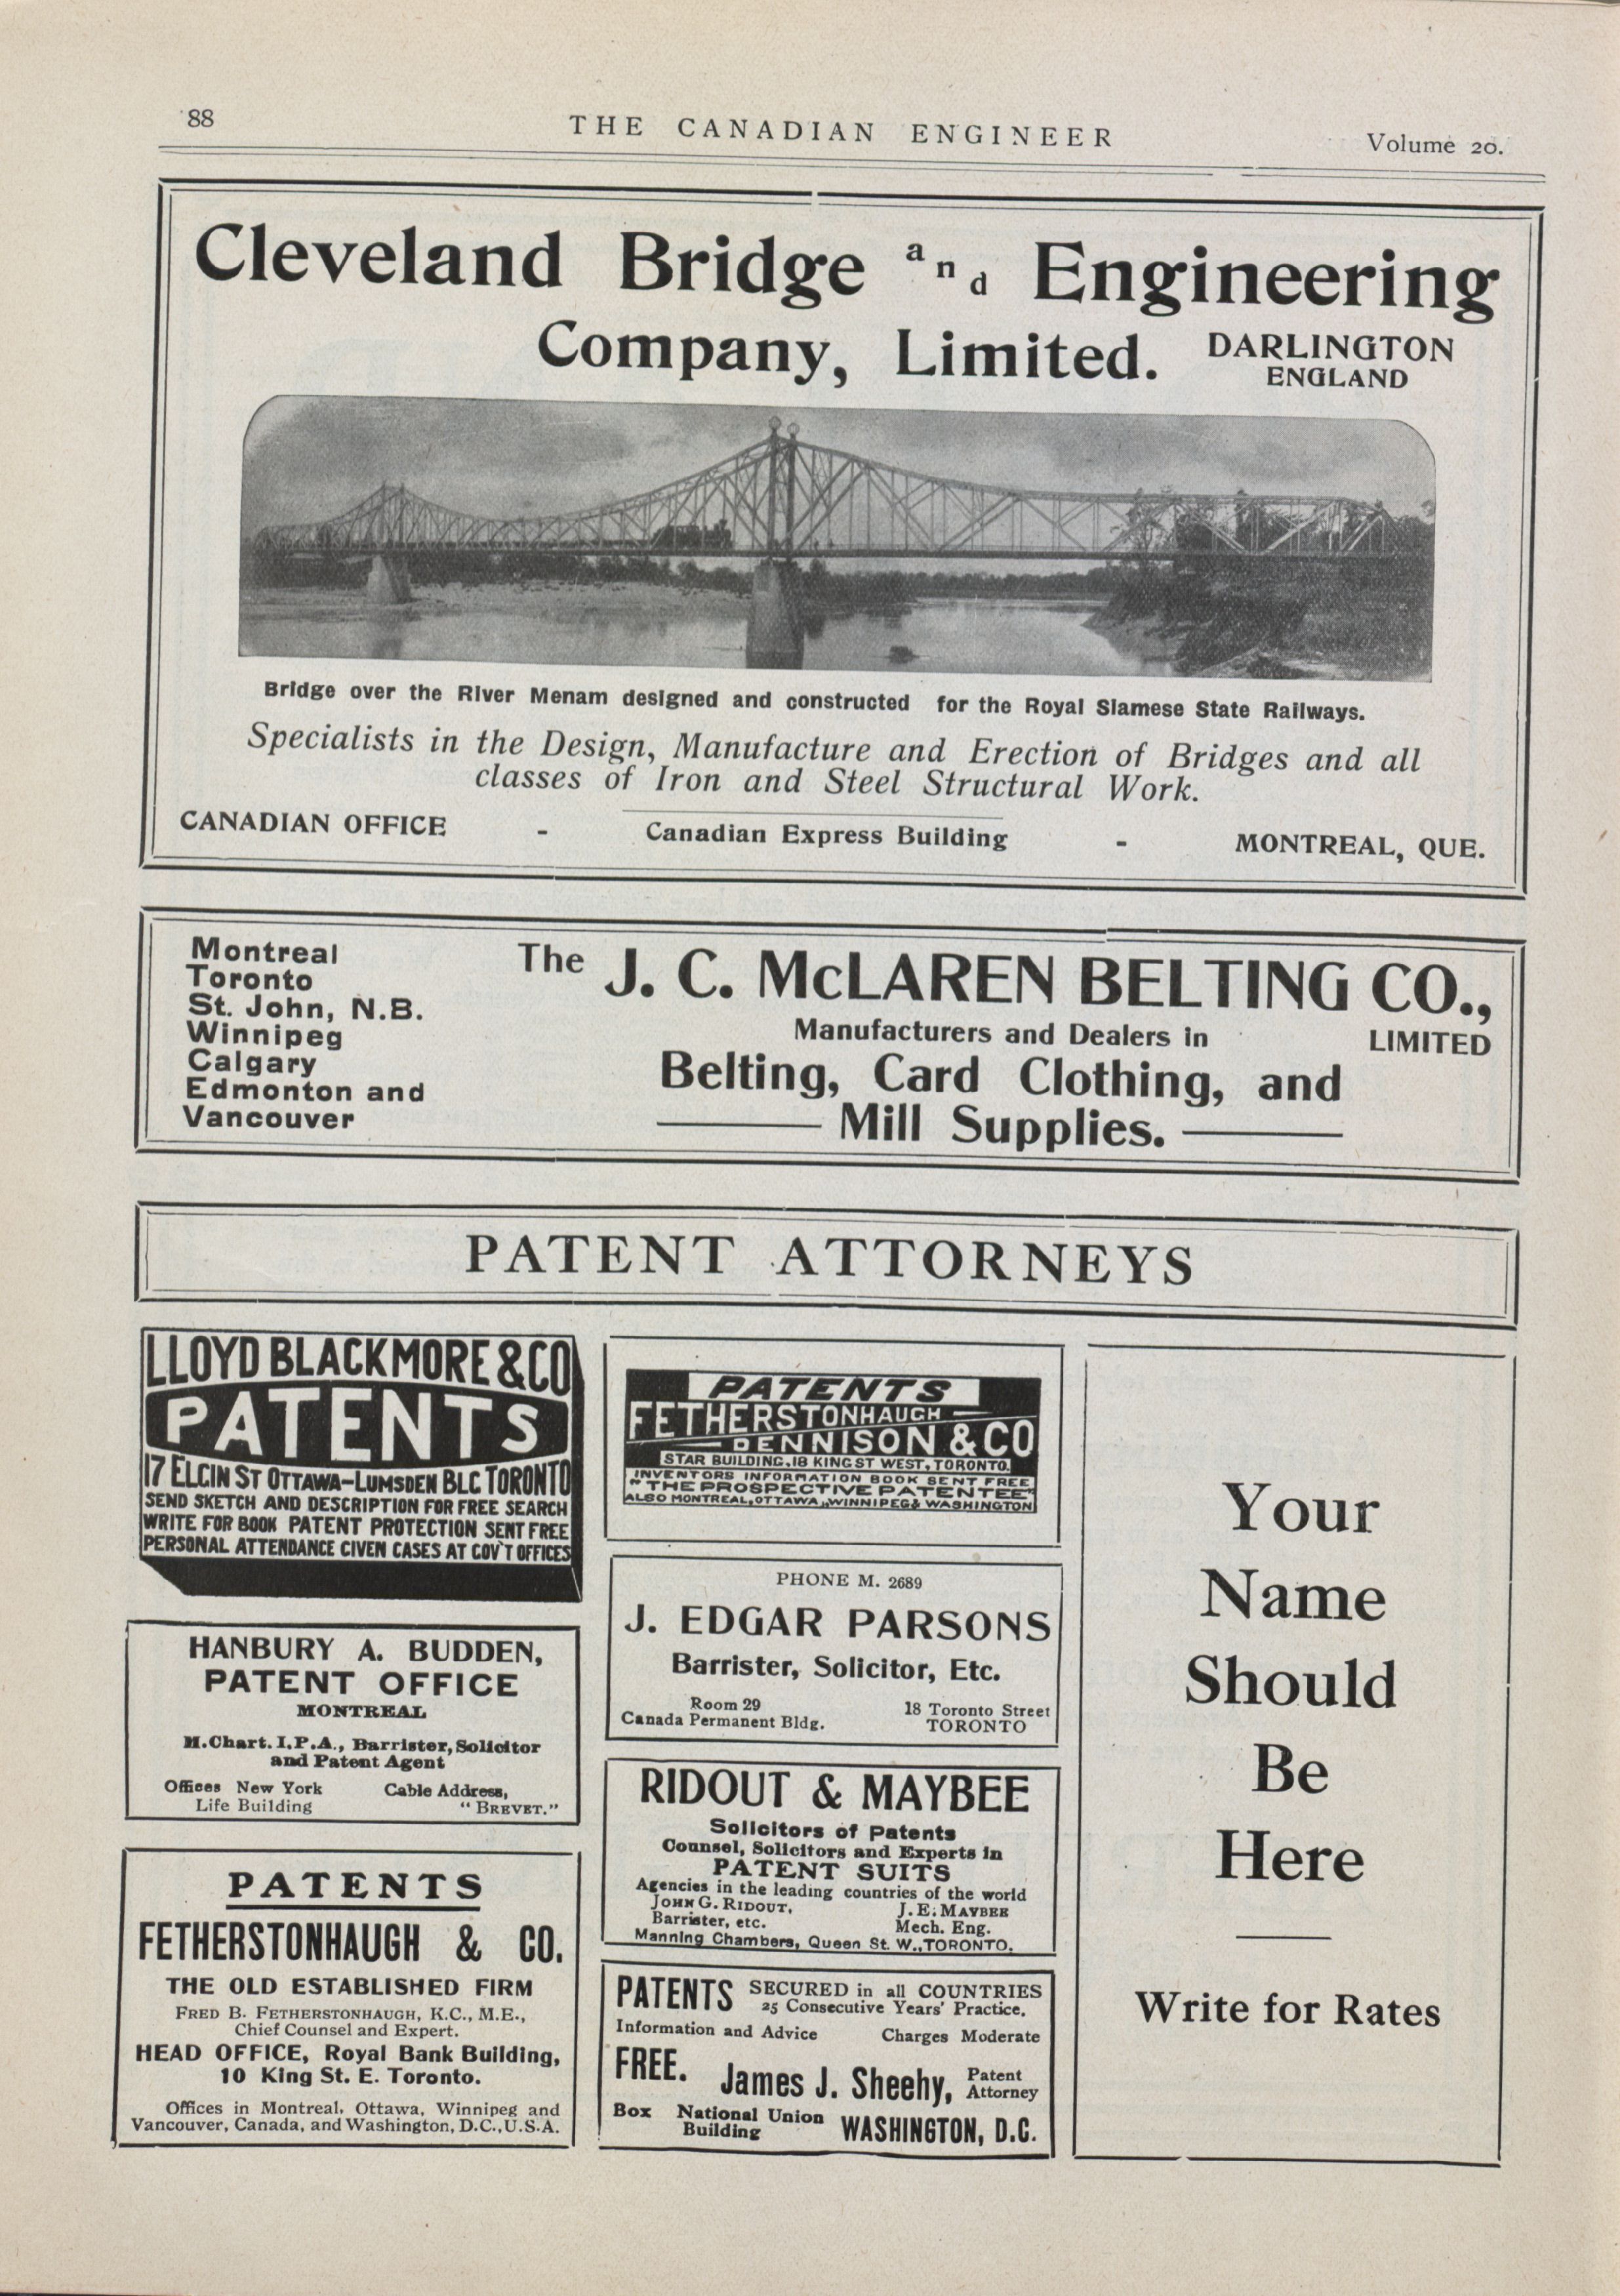 88
THE CANADIAN ENGINEER
Volume 20.
Cleveland Bridge and Engineering
Company, Limited.
DARLINGTON
ENGLAND
Bridge over the River Menam designed and constructed for the Royal Siamese State Railways.
Specialists in the Design, Manufacture and Erection of Bridges and all
classes of Iron and Steel Structural Work.
CANADIAN OFFICE - Canadian Express Building - MONTREAL, QUE.
Montreal
Toronto
St. John, N.B.
Winnipeg
Calgary
Edmonton and
Vancouver
The J. C. McLAREN BELTING CO.,
LIMITED
Manufacturers and Dealers in
Belting, Card Clothing, and
Mill Supplies.
PATENT ATTORNEYS
LLOYD BLACKMORE & CO
PATENTS
17 ELGIN ST OTTAWA-LUMSDEN BLC TORONTO
SEND SKETCH AND DESCRIPTION FOR FREE SEARCH
WRITE FOR BOOK PATENT PROTECTION SENT FREE
PERSONAL ATTENDANCE GIVEN CASES AT GOV'T OFFICES
HANBURY A. BUDDEN,
PATENT OFFICE
MONTREAL
M.Chart. I.P.A., Barrister, Solicitor
and Patent Agent
Offices New York
Life Building
Cable Address,
"BREVET."
PATENTS
FETHERSTONHAUGH & CO.
THE OLD ESTABLISHED FIRM
FRED B. FETHERSTONHAUGH, K.C., M.E.,
Chief Counsel and Expert.
HEAD OFFICE, Royal Bank Building,
10 King St. E. Toronto.
Offices in Montreal, Ottawa, Winnipeg and
Vancouver, Canada, and Washington, D.C., U.S.A.
PATENTS
FETHERSTONHAUGH
DENNISON & CO
STAR BUILDING, 18 KING ST WEST, TORONTO.
INVENTORS INFORMATION BOOK SENT FREE
"THE PROSPECTIVE PATENTEE"
ALSO MONTREAL, OTTAWA, WINNIPEG & WASHINGTON
PHONE M. 2689
J. EDGAR PARSONS
Barrister, Solicitor, Etc.
Room 29
Canada Permanent Bldg.
18 Toronto Street
TORONTO
RIDOUT & MAYBEE
Solicitors of Patents
Counsel, Solicitors and Experts in
PATENT SUITS
Agencies in the leading countries of the world
JOHN G. RIDOUT,
Barrister, etc.
J. E. MAYBEE
Mech. Eng.
Manning Chambers, Queen St. W., TORONTO.
PATENTS SECURED in all COUNTRIES
25 Consecutive Years' Practice.
Information and Advice
Charges Moderate
FREE.
James J. Sheehy, Patent
Attorney
Box National Union
Building
WASHINGTON, D.C.
Your
Name
Should
Be
Here
Write for Rates